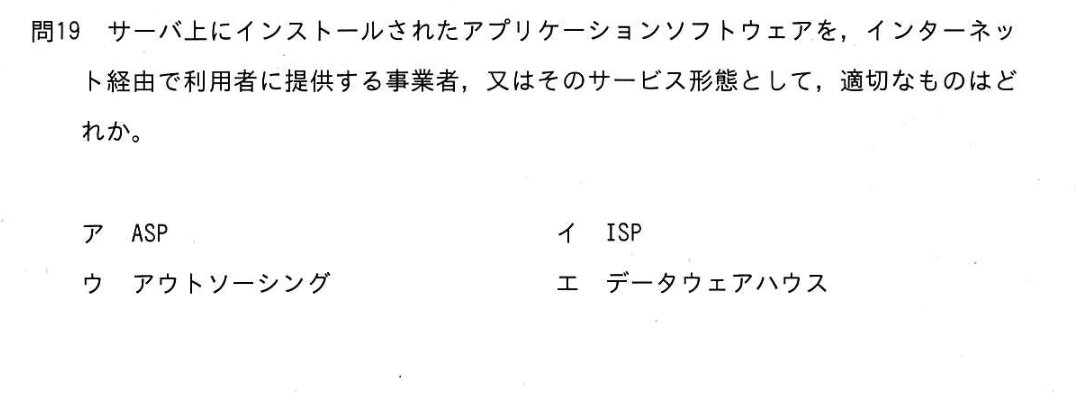 問19 サーバ上にインストールされたアプリケーションソフトウェアを，インターネッ
ト経由で利用者に提供する事業者，又はそのサービス形態として，適切なものはど
れか。
ア ASP イ ISP
ウ アウトソーシング エ データウェアハウス